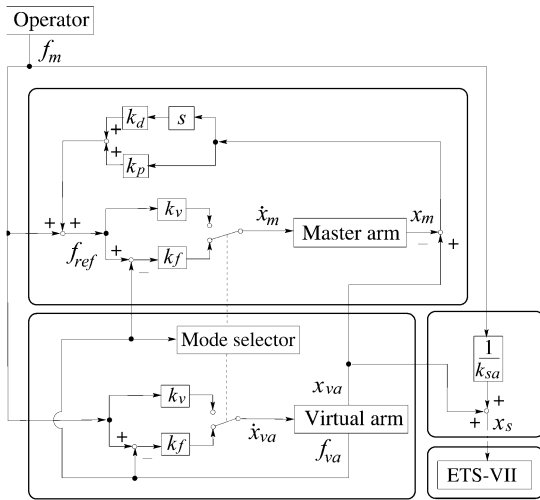 Operator
f_m
+
k_d
s
+
k_p
k_v
ẋ_m
x_m
+ +
Master arm
−
+
f_ref
+
k_f
−
Mode selector
1
k_sa
k_v
x_va
+
ẋ_va
Virtual arm
+
x_s
+
k_f
−
f_va
ETS-VII